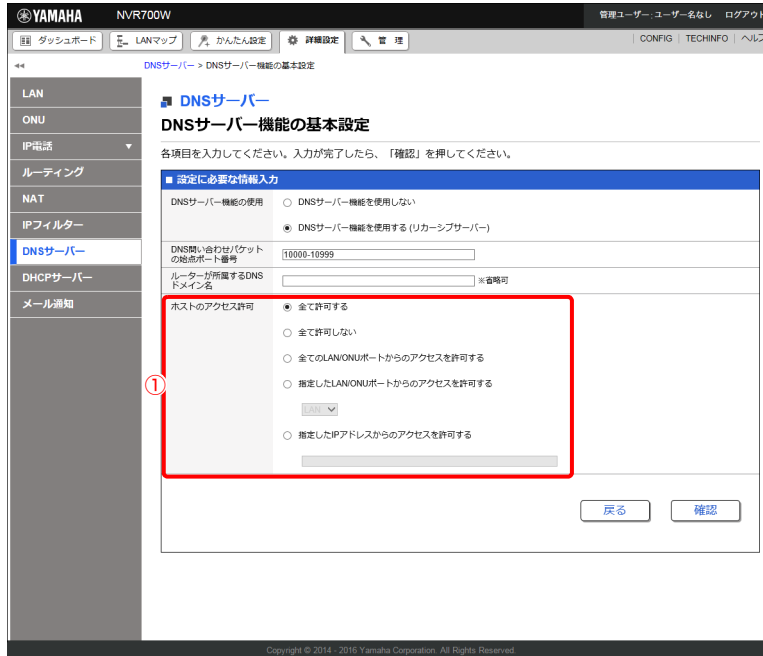 YAMAHA NVR700W 管理ユーザー:ユーザー名なし ログアウト
ダッシュボード LANマップ かんたん設定 詳細設定 管 理 CONFIG | TECHINFO | ヘルプ
DNSサーバー > DNSサーバー機能の基本設定
LAN
ONU
IP電話 ▼
ルーティング
NAT
IPフィルター
DNSサーバー
DHCPサーバー
メール通知
DNSサーバー
DNSサーバー機能の基本設定
各項目を入力してください。入力が完了したら、「確認」を押してください。
■ 設定に必要な情報入力
DNSサーバー機能の使用 DNSサーバー機能を使用しない
DNSサーバー機能を使用する (リカーシブサーバー)
DNS問い合わせパケット
の始点ポート番号 10000-10999
ルーターが所属するDNS
ドメイン名 ※省略可
ホストのアクセス許可 全て許可する
全て許可しない
全てのLAN/ONUポートからのアクセスを許可する
① 指定したLAN/ONUポートからのアクセスを許可する
LAN
指定したIPアドレスからのアクセスを許可する
戻る 確認
Copyright © 2014 - 2016 Yamaha Corporation. All Rights Reserved.